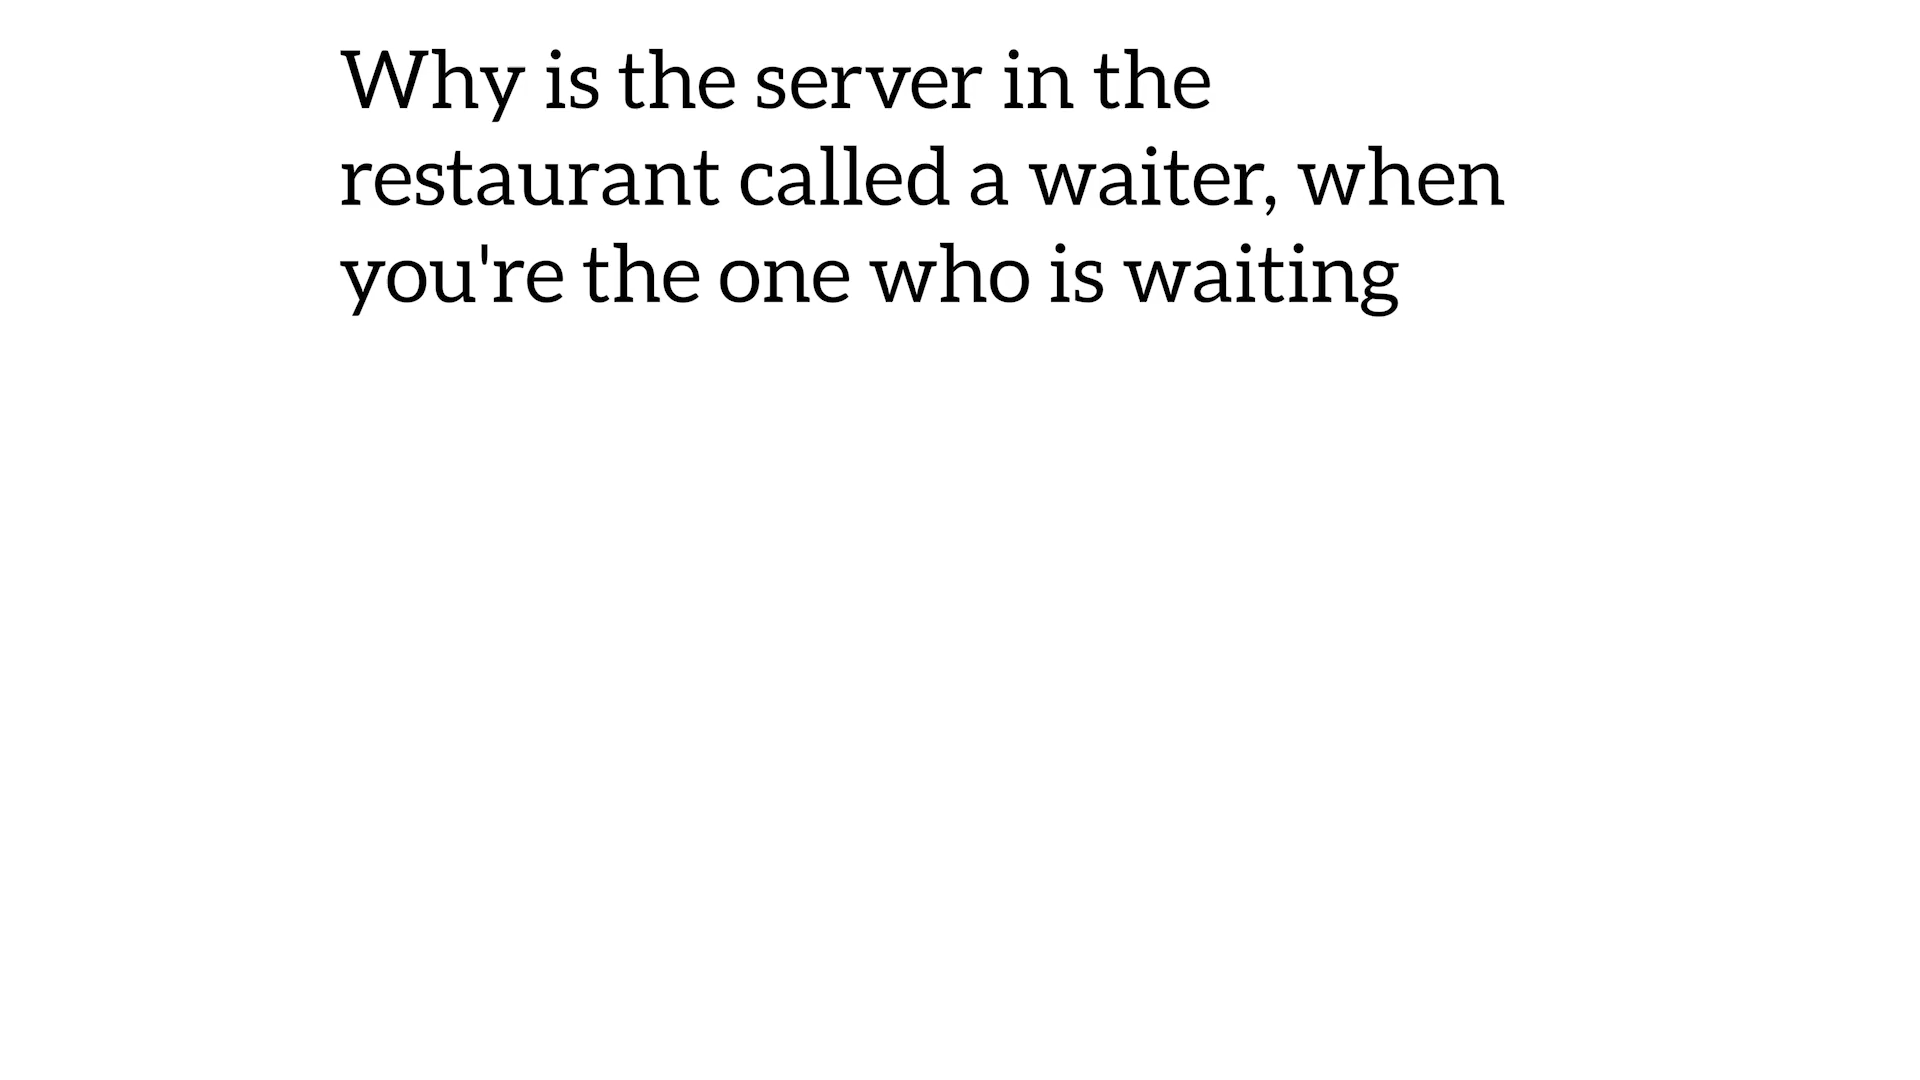 Why is the server in the
restaurant called a waiter, when
you're the one who is waiting